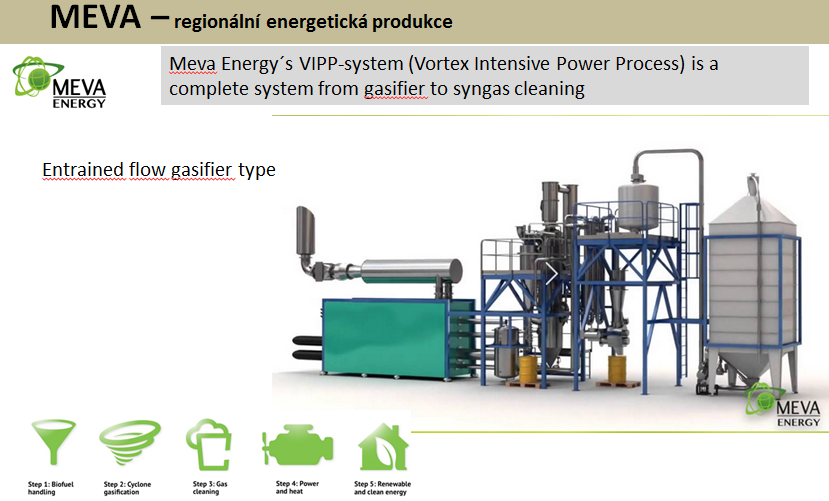 MEVA – regionální energetická produkce
Meva Energy´s VIPP-system (Vortex Intensive Power Process) is a
complete system from gasifier to syngas cleaning
MEVA
ENERGY
Entrained flow gasifier type
MEVA
ENERGY
Step 1: Biofuel
handling
Step 2: Cyclone
gasification
Step 3: Gas
cleaning
Step 4: Power
and heat
Step 5: Renewable
and clean energy